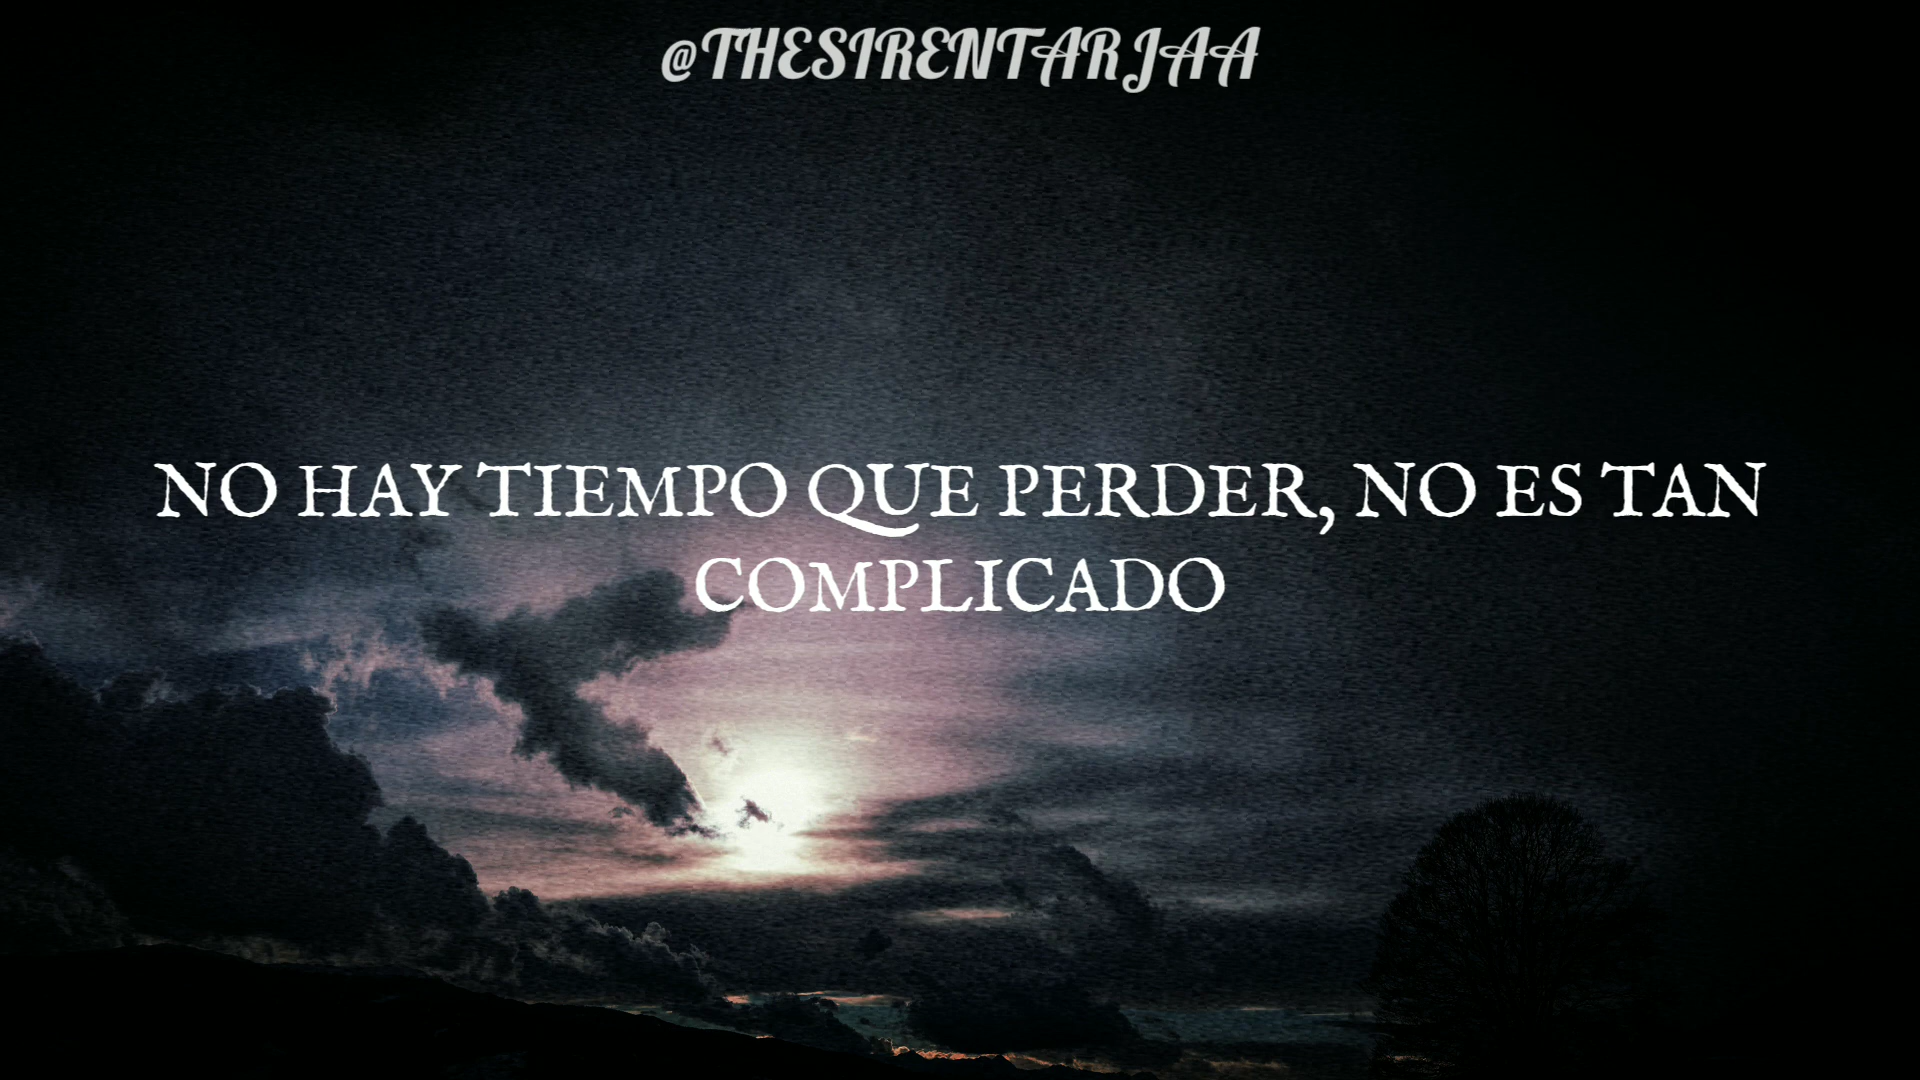 @THESIRENTARJAA
NO HAY TIEMPO QUE PERDER, NO ES TAN
COMPLICADO